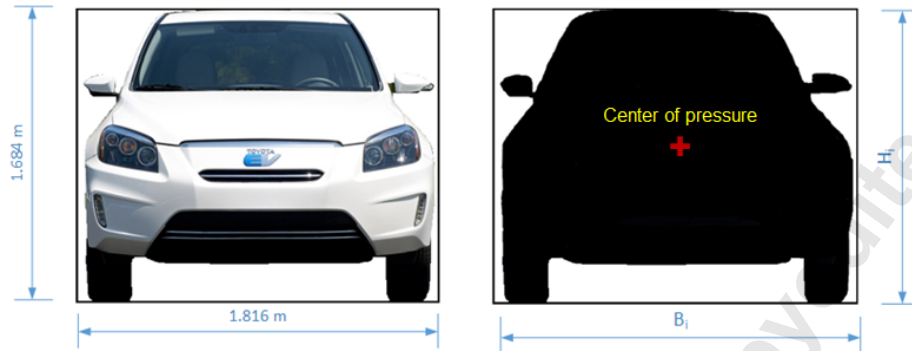 1.684 m
TOYOTA
EV
1.816 m
Center of pressure
Hi
Bi